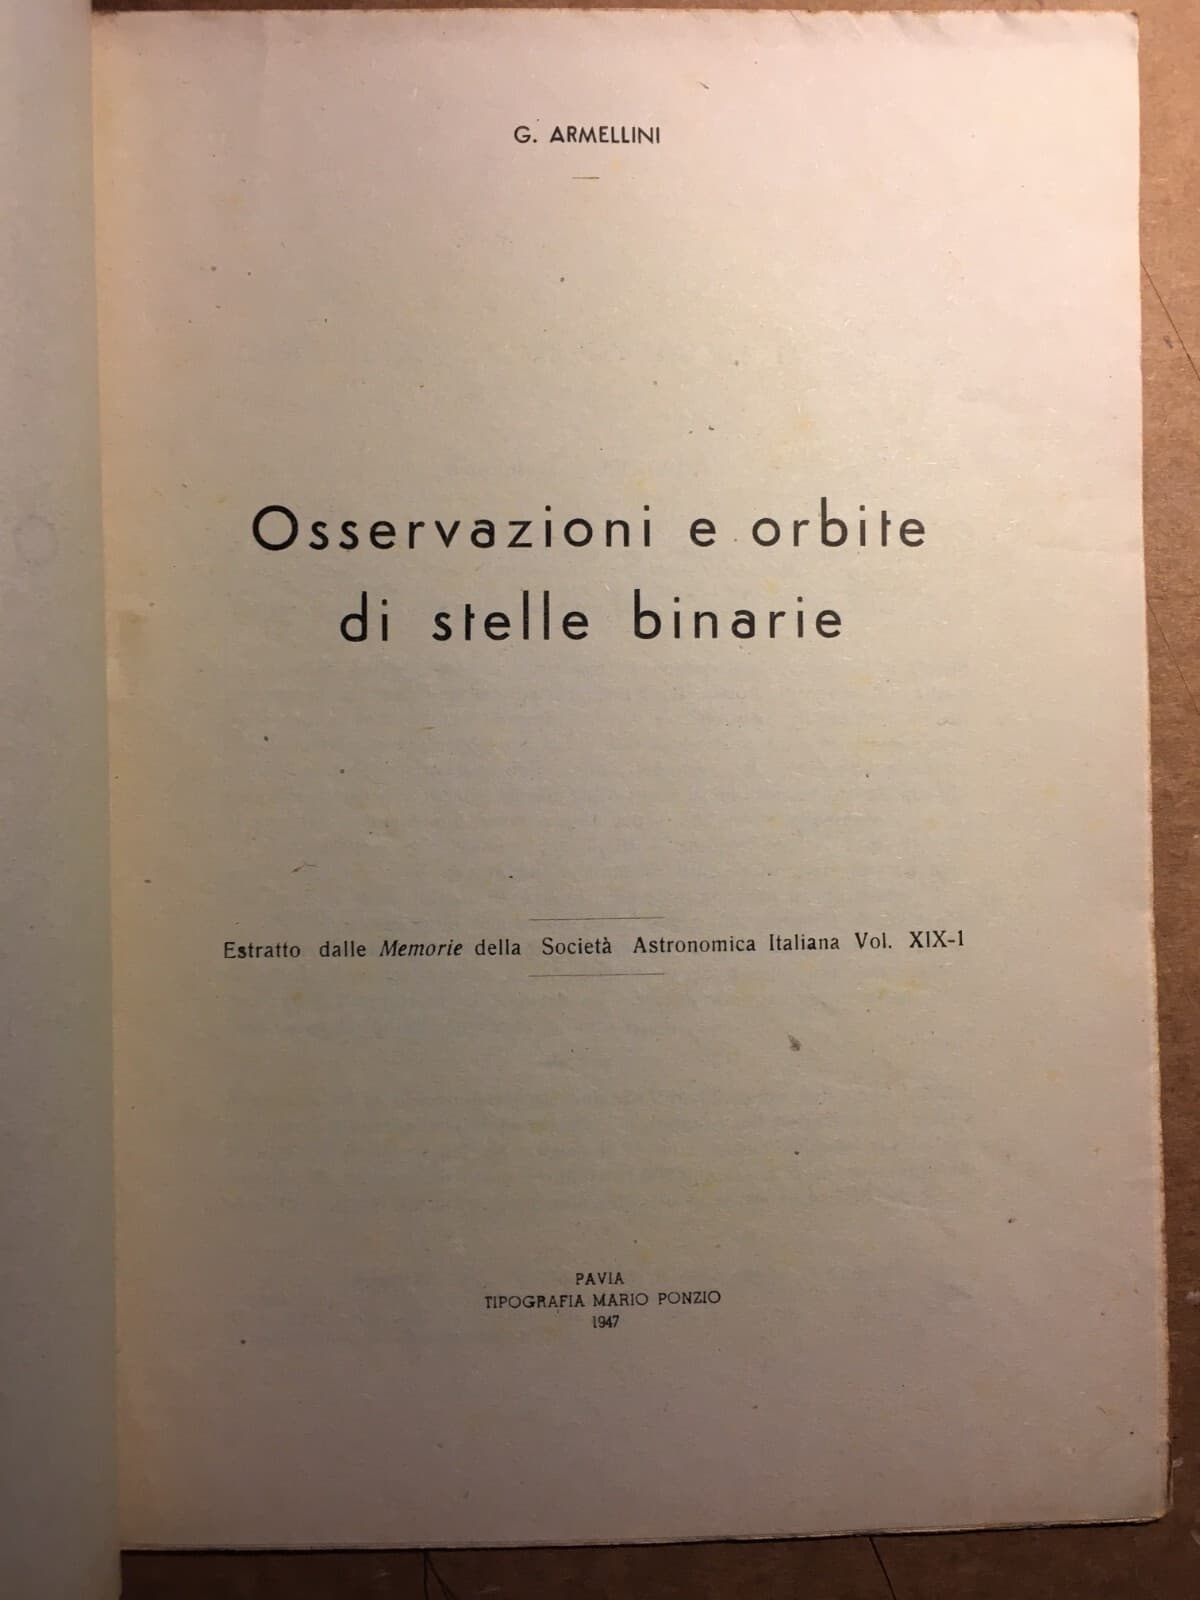 G. ARMELLINI
Osservazioni e orbite
di stelle binarie
Estratto dalle Memorie della Società Astronomica Italiana Vol. XIX-1
PAVIA
TIPOGRAFIA MARIO PONZIO
1947